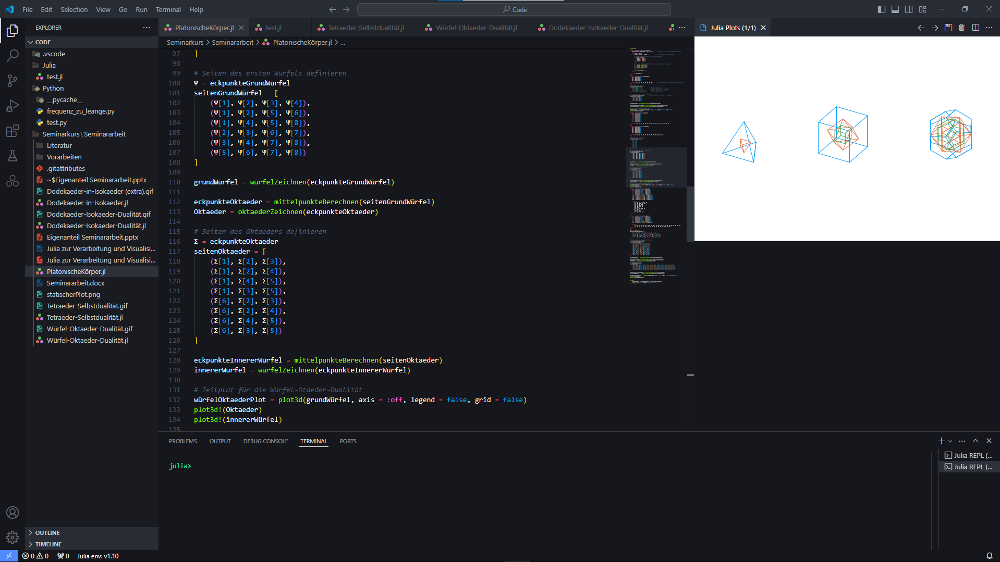 File Edit Selection View Go Run Terminal Help
Code
EXPLORER
CODE
.vscode
Julia
test.jl
Python
__pycache__
frequenz_zu_leange.py
test.py
Seminarkurs\Seminararbeit
Literatur
Vorarbeiten
.gitattributes
~$Eigenanteil Seminararbeit.pptx
Dodekaeder-in-Isokaeder (extra).gif
Dodekaeder-in-Isokaeder.jl
Dodekaeder-Isokaeder-Dualität.gif
Dodekaeder-Isokaeder-Dualität.jl
Eigenanteil Seminararbeit.pptx
Julia zur Verarbeitung und Visualisi...
Julia zur Verarbeitung und Visualisi...
PlatonischeKörper.jl
Seminararbeit.docx
statischerPlot.png
Tetraeder-Selbstdualität.gif
Tetraeder-Selbstdualität.jl
Würfel-Oktaeder-Dualität.gif
Würfel-Oktaeder-Dualität.jl
OUTLINE
TIMELINE
PlatonischeKörper.jl test.jl Tetraeder-Selbstdualität.jl Würfel-Oktaeder-Dualität.jl Dodekaeder-Isokaeder-Dualität.jl
Seminarkurs > Seminararbeit > PlatonischeKörper.jl > ...
97 ]
98
99 # Seiten des ersten Würfels definieren
100 Ψ = eckpunkteGrundWürfel
101 seitenGrundWürfel = [
102 (Ψ[1], Ψ[2], Ψ[3], Ψ[4]),
103 (Ψ[1], Ψ[2], Ψ[5], Ψ[6]),
104 (Ψ[1], Ψ[4], Ψ[5], Ψ[8]),
105 (Ψ[2], Ψ[3], Ψ[6], Ψ[7]),
106 (Ψ[3], Ψ[4], Ψ[7], Ψ[8]),
107 (Ψ[5], Ψ[6], Ψ[7], Ψ[8])
108 ]
109
110 grundWürfel = würfelZeichnen(eckpunkteGrundWürfel)
111
112 eckpunkteOktaeder = mittelpunkteBerechnen(seitenGrundWürfel)
113 Oktaeder = oktaederZeichnen(eckpunkteOktaeder)
114
115 # Seiten des Oktaeders definieren
116 Σ = eckpunkteOktaeder
117 seitenOktaeder = [
118 (Σ[1], Σ[2], Σ[3]),
119 (Σ[1], Σ[2], Σ[4]),
120 (Σ[1], Σ[4], Σ[5]),
121 (Σ[1], Σ[3], Σ[5]),
122 (Σ[6], Σ[2], Σ[3]),
123 (Σ[6], Σ[2], Σ[4]),
124 (Σ[6], Σ[4], Σ[5]),
125 (Σ[6], Σ[3], Σ[5])
126 ]
127
128 eckpunkteInnererWürfel = mittelpunkteBerechnen(seitenOktaeder)
129 innererWürfel = würfelZeichnen(eckpunkteInnererWürfel)
130
131 # Teilplot für die Würfel-Otaeder-Dualität
132 würfelOktaederPlot = plot3d(grundWürfel, axis = :off, legend = false, grid = false)
133 plot3d!(Oktaeder)
134 plot3d!(innererWürfel)
135
Julia Plots (1/1)
PROBLEMS OUTPUT DEBUG CONSOLE TERMINAL PORTS
julia>
Julia REPL (...
Julia REPL (...
0 0 0 Julia env: v1.10